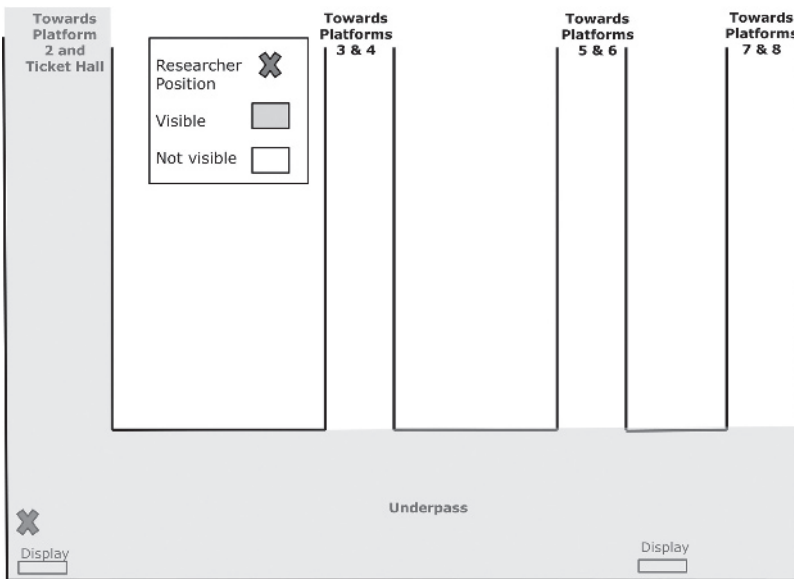 Towards
Platform
2 and
Ticket Hall
Towards
Platforms
3 & 4
Towards
Platforms
5 & 6
Towards
Platforms
7 & 8
Researcher
Position
Visible
Not visible
Underpass
Display
Display